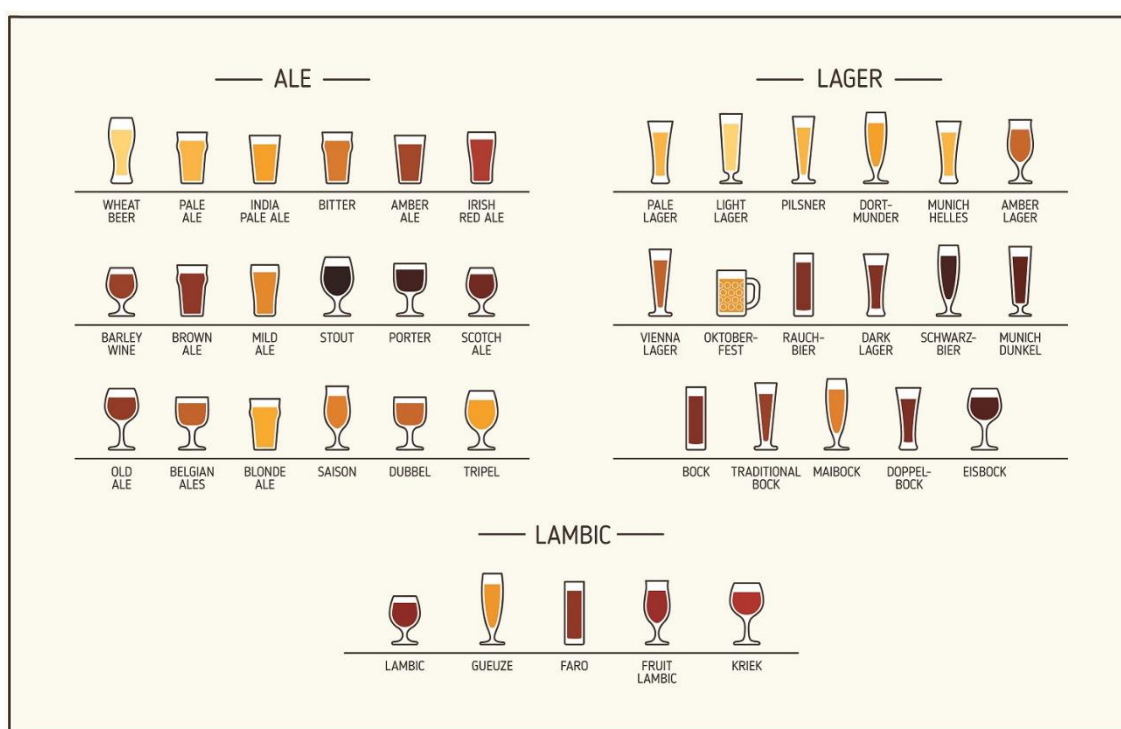 ALE
WHEAT
BEER
PALE
ALE
INDIA
PALE ALE
BITTER
AMBER
ALE
IRISH
RED ALE
BARLEY
WINE
BROWN
ALE
MILD
ALE
STOUT
PORTER
SCOTCH
ALE
OLD
ALE
BELGIAN
ALES
BLONDE
ALE
SAISON
DUBBEL
TRIPEL
LAGER
PALE
LAGER
LIGHT
LAGER
PILSNER
DORT-
MUNDER
MUNICH
HELLES
AMBER
LAGER
VIENNA
LAGER
OKTOBER-
FEST
RAUCH-
BIER
DARK
LAGER
SCHWARZ-
BIER
MUNICH
DUNKEL
BOCK
TRADITIONAL
BOCK
MAIBOCK
DOPPEL-
BOCK
EISBOCK
LAMBIC
LAMBIC
GUEUZE
FARO
FRUIT
LAMBIC
KRIEK